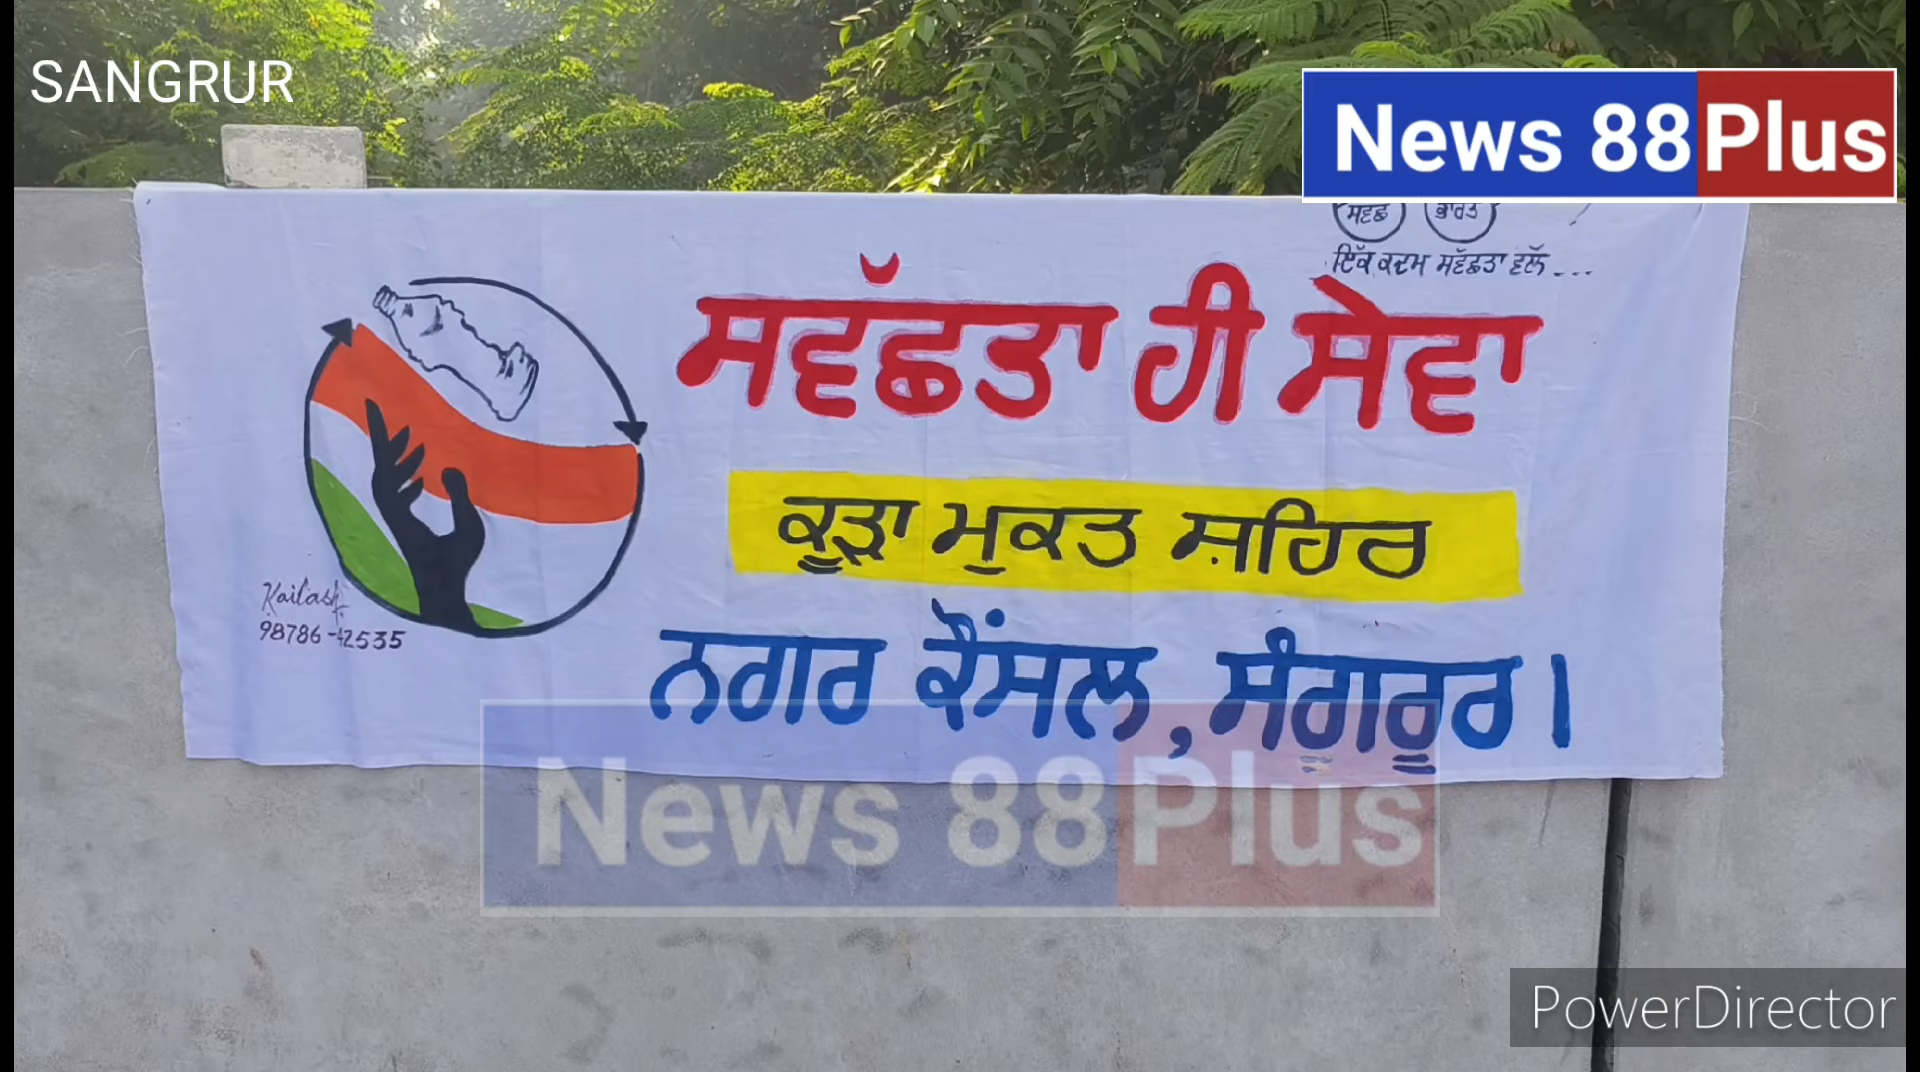 SANGRUR
News 88 Plus
ਸਵੱਛ ਭਾਰਤ
ਇੱਕ ਕਦਮ ਸਵੱਛਤਾ ਵਲੋਂ ...
ਸਵੱਛਤਾ ਹੀ ਸੇਵਾ
ਕੂੜਾ ਮੁਕਤ ਸ਼ਹਿਰ
Kailash
98786-42535
ਨਗਰ ਕੌਂਸਲ, ਸੰਗਰੂਰ।
News 88 Plus
PowerDirector